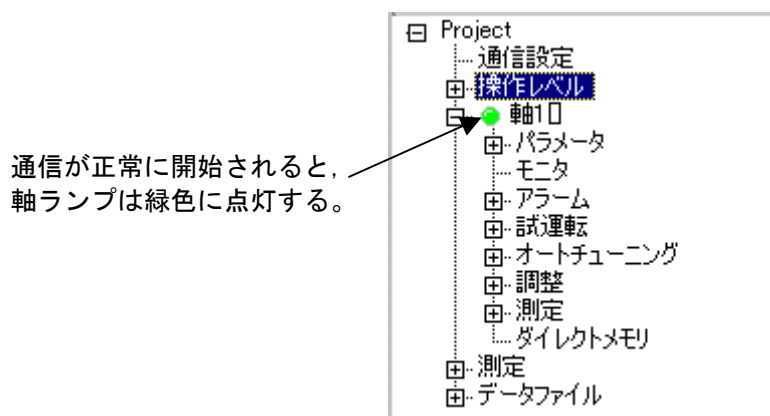 Project
通信設定
操作レベル
軸1[]
パラメータ
モニタ
アラーム
試運転
オートチューニング
調整
測定
ダイレクトメモリ
測定
データファイル
通信が正常に開始されると,
軸ランプは緑色に点灯する。